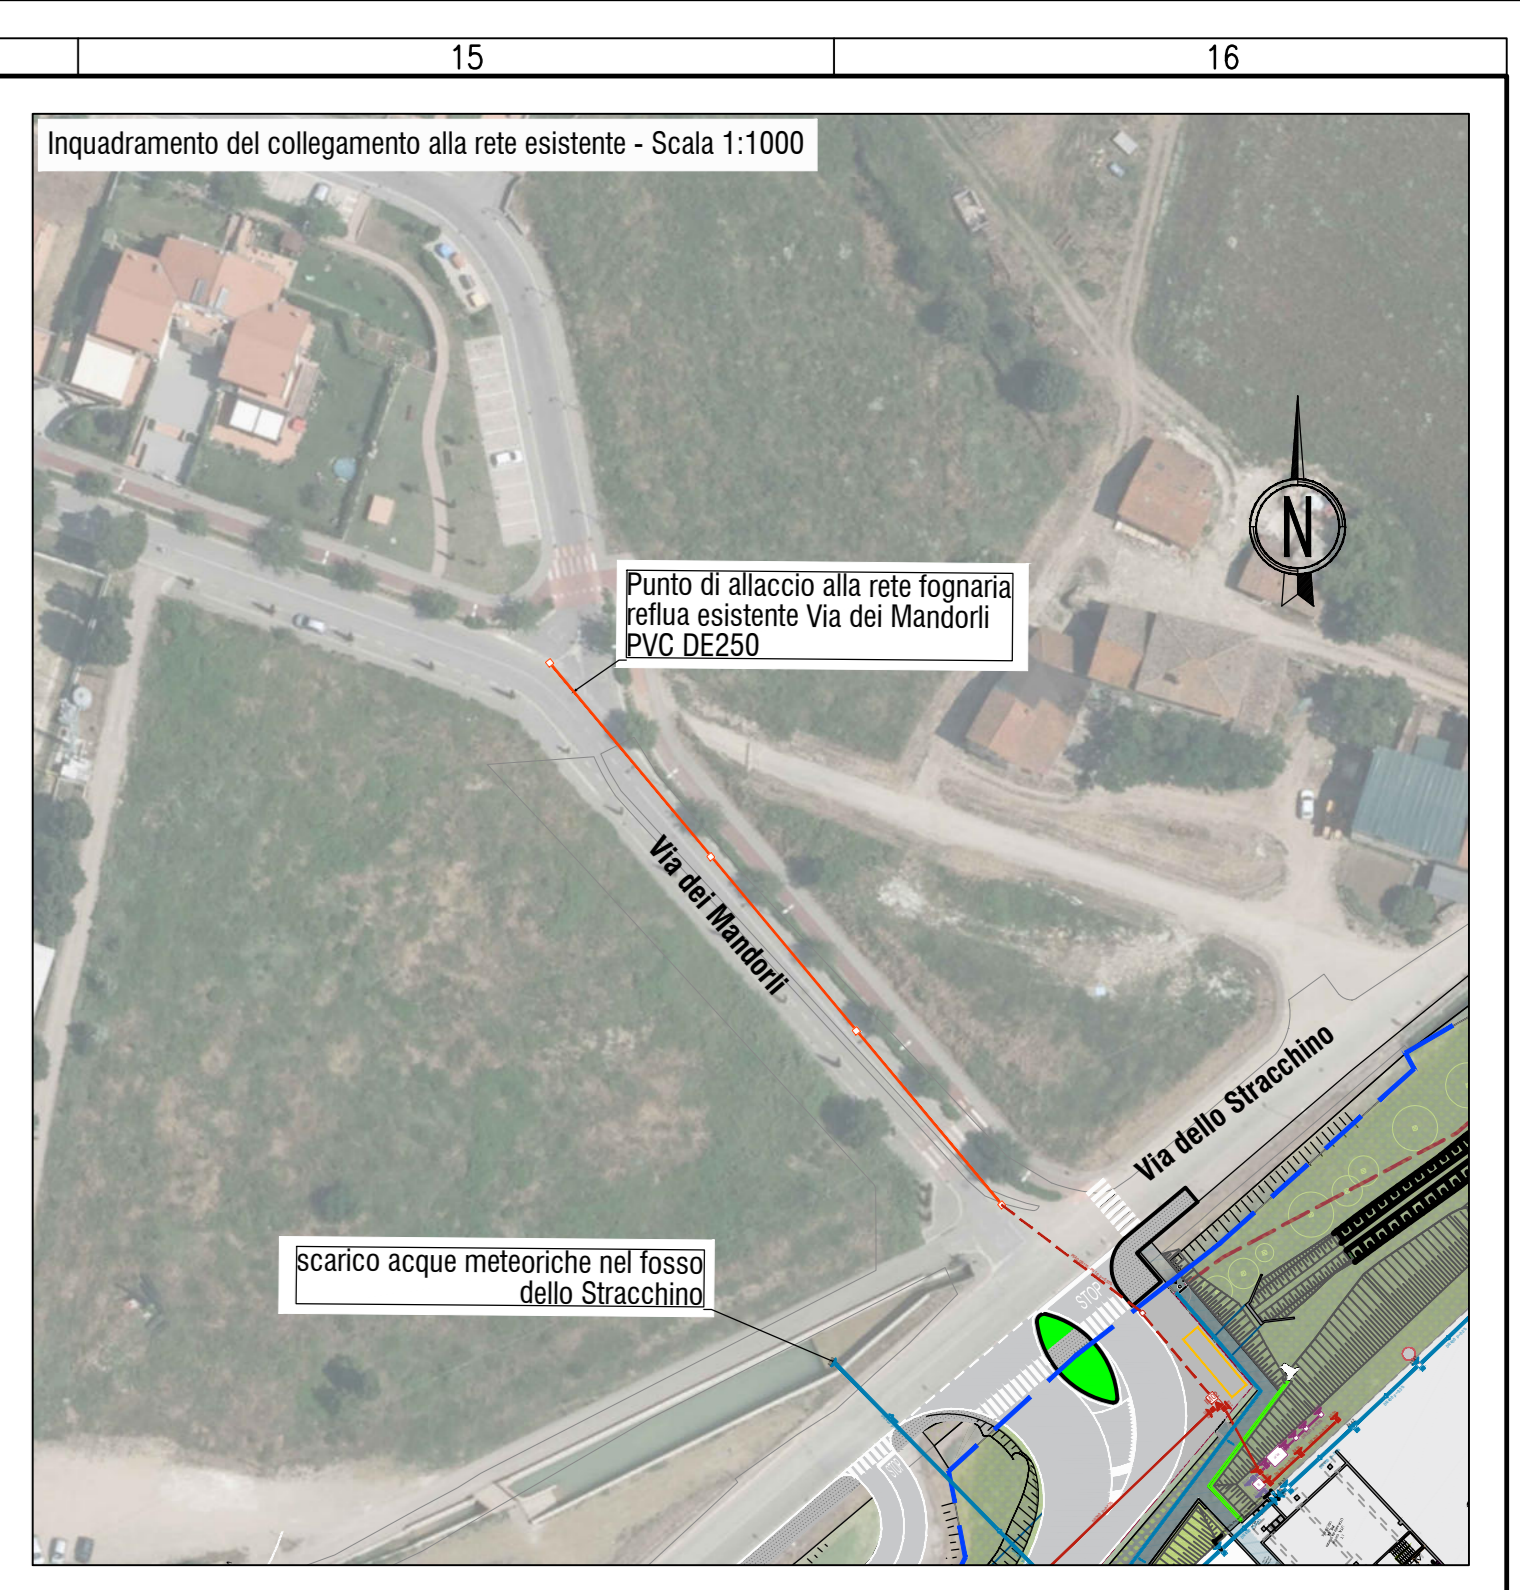 15
16
Inquadramento del collegamento alla rete esistente - Scala 1:1000
N
Punto di allaccio alla rete fognaria
reflua esistente Via dei Mandorli
PVC DE250
Via dei Mandorli
Via dello Stracchino
scarico acque meteoriche nel fosso
dello Stracchino
STOP
STOP